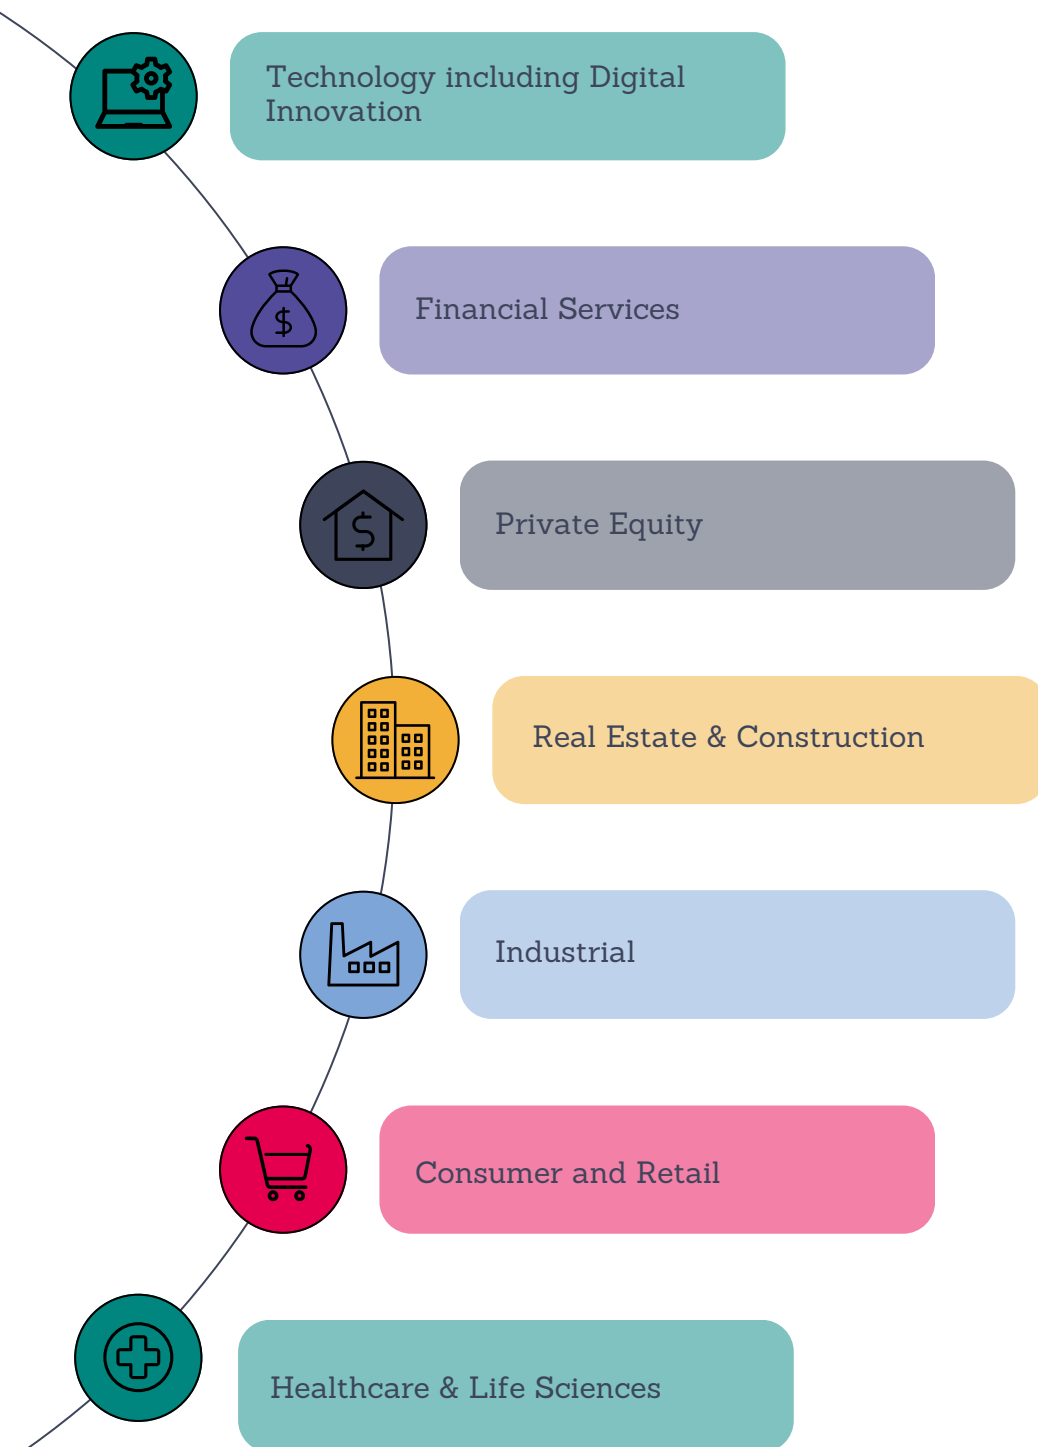 Technology including Digital
Innovation
$
Financial Services
$
Private Equity
Real Estate & Construction
Industrial
Consumer and Retail
Healthcare & Life Sciences